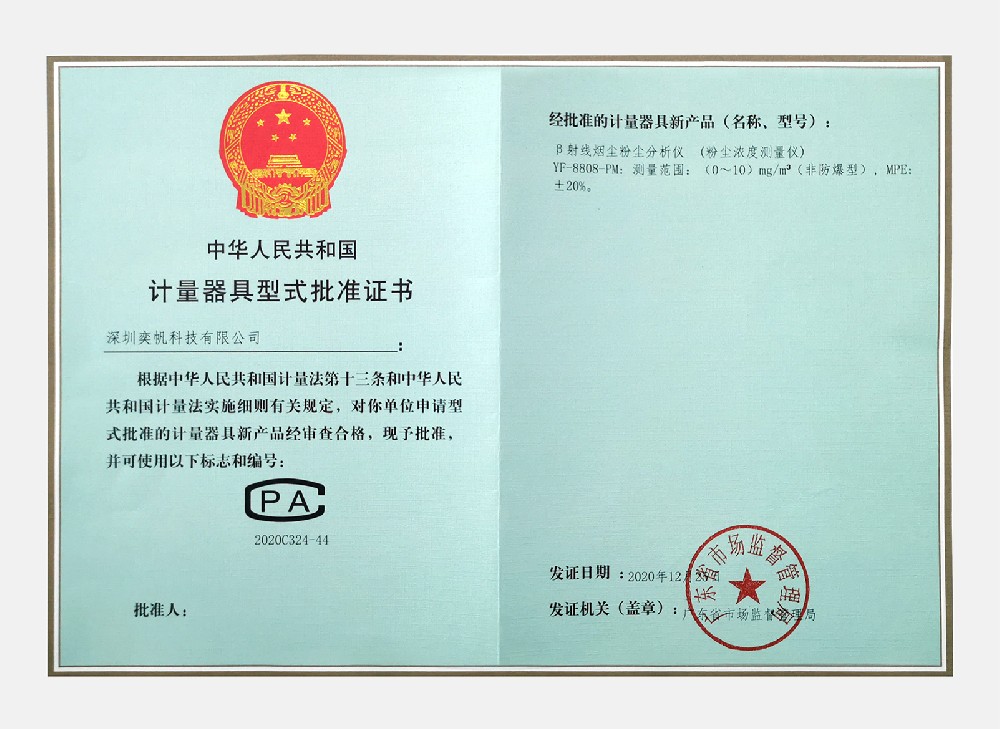 中华人民共和国
计量器具型式批准证书
深圳奕帆科技有限公司:
根据中华人民共和国计量法第十三条和中华人民
共和国计量法实施细则有关规定，对你单位申请型
式批准的计量器具新产品经审查合格，现予批准，
并可使用以下标志和编号：
CPA
2020C324-44
批准人：
经批准的计量器具新产品（名称、型号）：
β射线烟尘粉尘分析仪 (粉尘浓度测量仪)
YF-8808-PM：测量范围：（0～10）mg/m³（非防爆型），MPE：
±20%。
发证日期：2020年12月
发证机关（盖章）：广东省市场监督管理局
广东省市场监督管理局